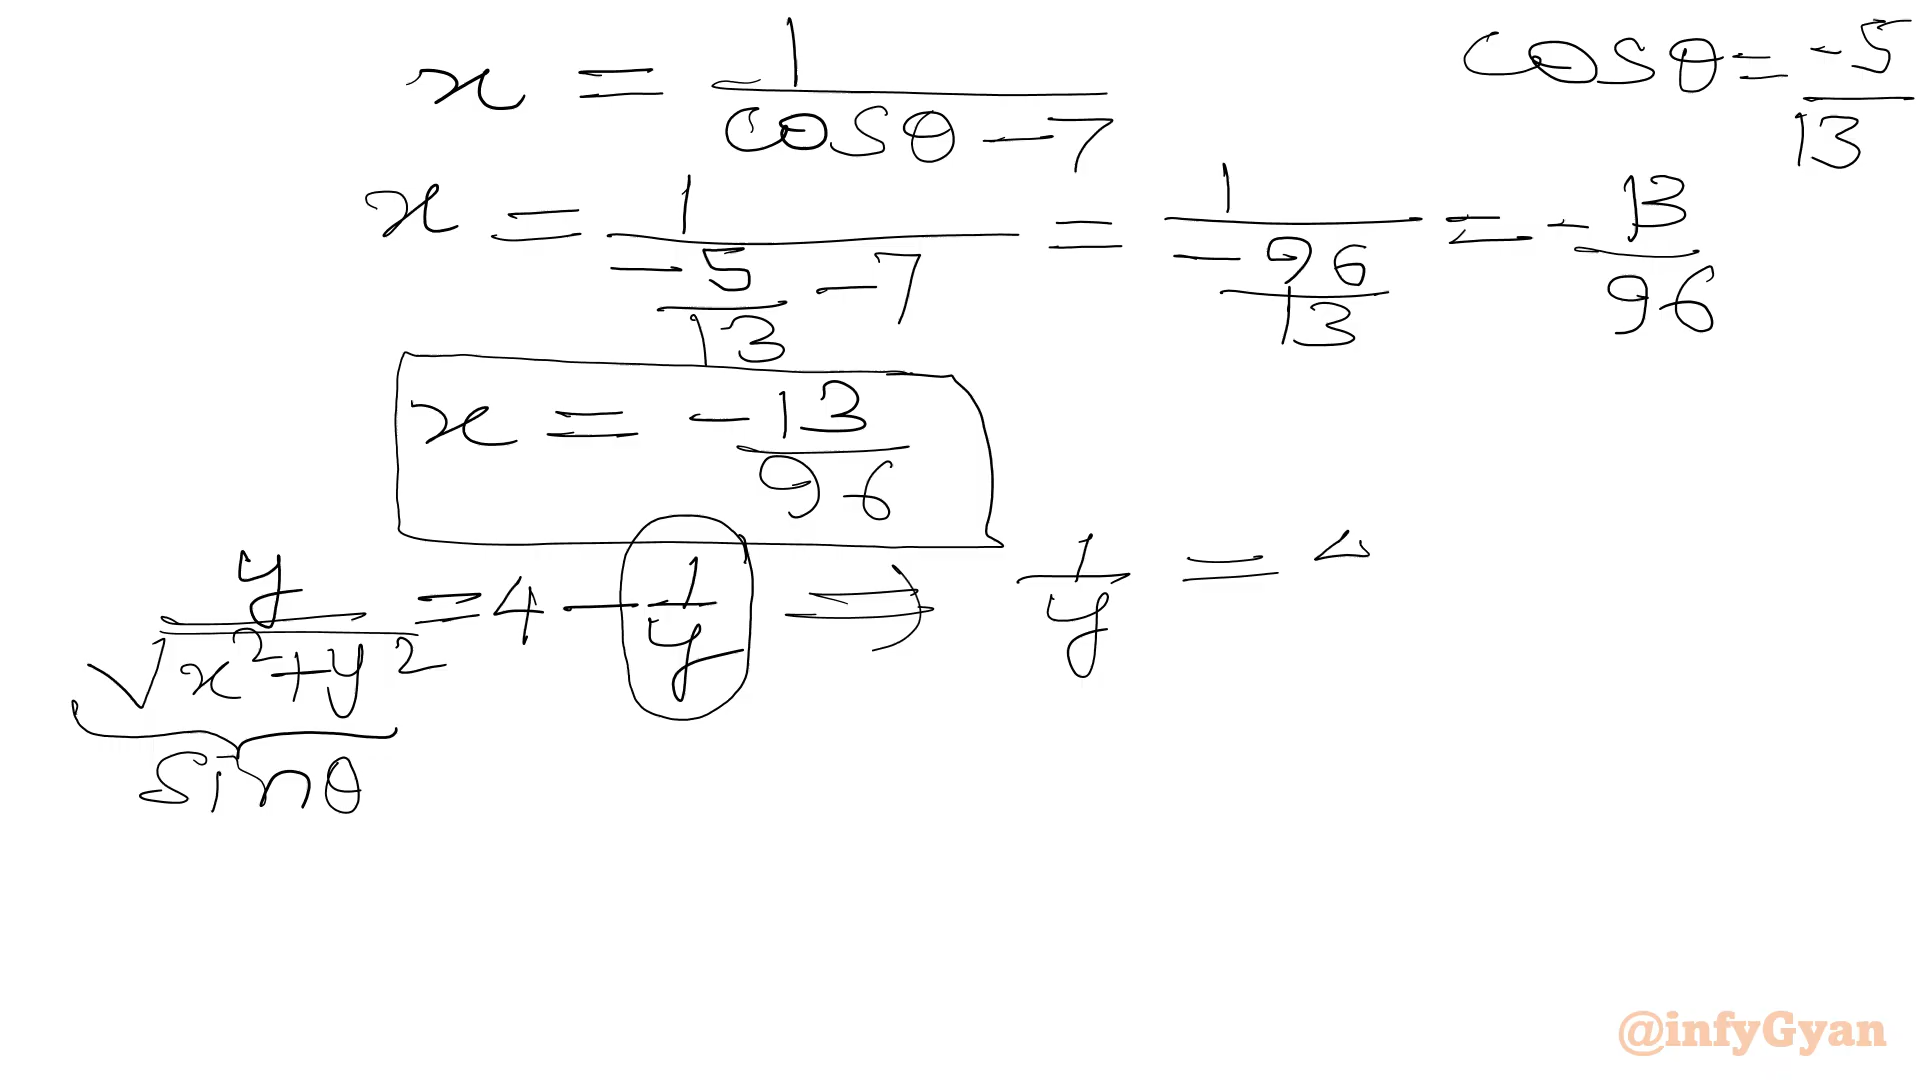 x = 1/(cosθ - 7)
cosθ = -5/13
x = 1/(-5/13 - 7) = 1/(-96/13) = -13/96
x = -13/96
y/√(x²+y²) = 4 - 1/y ⇒ 1/y =
sinθ
@infyGyan